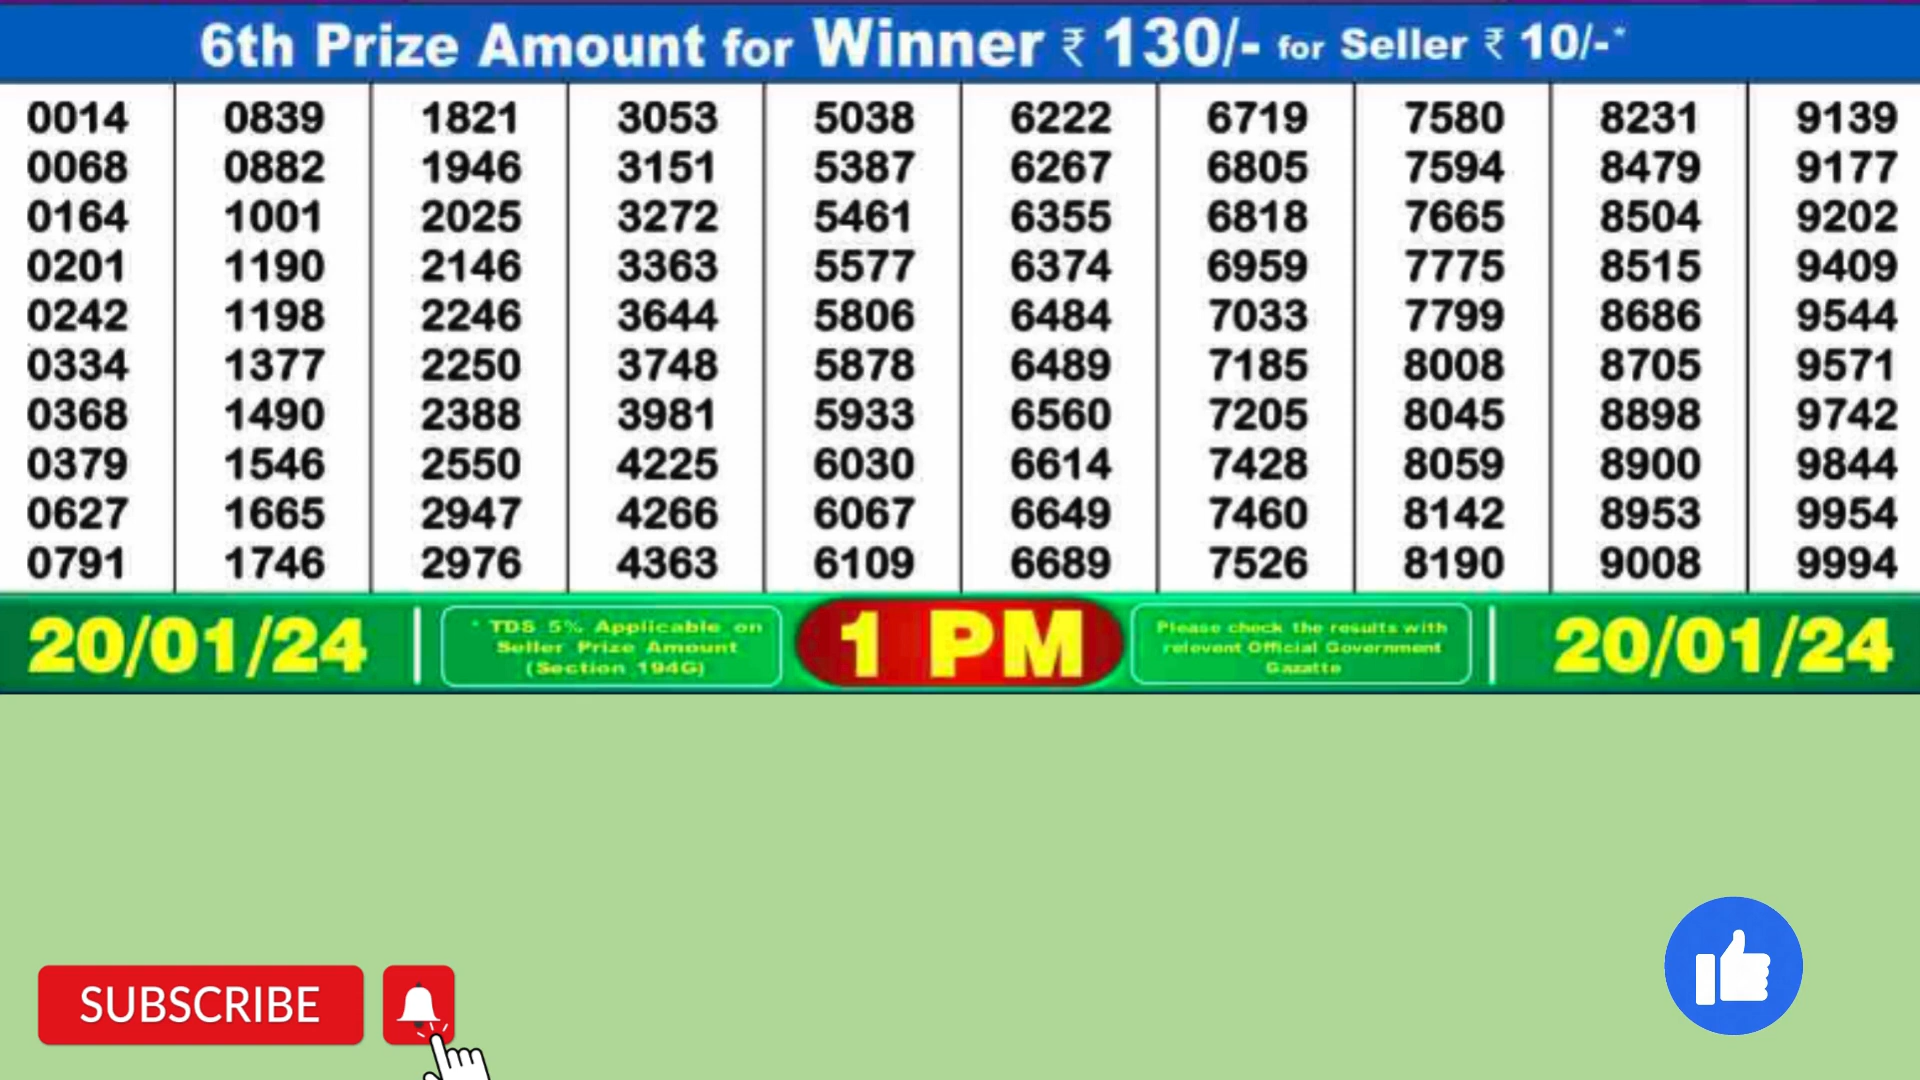 6th Prize Amount for Winner ₹ 130/- for Seller ₹ 10/-*
0014 0839 1821 3053 5038 6222 6719 7580 8231 9139
0068 0882 1946 3151 5387 6267 6805 7594 8479 9177
0164 1001 2025 3272 5461 6355 6818 7665 8504 9202
0201 1190 2146 3363 5577 6374 6959 7775 8515 9409
0242 1198 2246 3644 5806 6484 7033 7799 8686 9544
0334 1377 2250 3748 5878 6489 7185 8008 8705 9571
0368 1490 2388 3981 5933 6560 7205 8045 8898 9742
0379 1546 2550 4225 6030 6614 7428 8059 8900 9844
0627 1665 2947 4266 6067 6649 7460 8142 8953 9954
0791 1746 2976 4363 6109 6689 7526 8190 9008 9994
20/01/24
* TDS 5% Applicable on
Seller Prize Amount
(Section 194G)
1 PM
Please check the results with
relevent Official Government
Gazatte
20/01/24
SUBSCRIBE